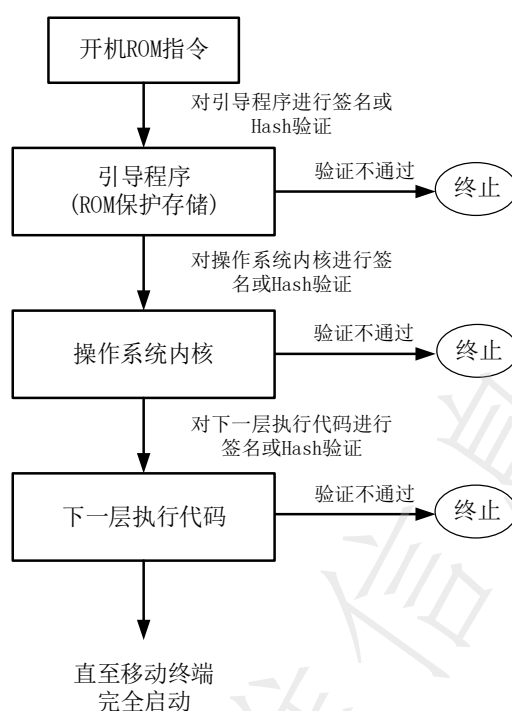 开机ROM指令
对引导程序进行签名或
Hash验证
引导程序
(ROM保护存储)
验证不通过
终止
对操作系统内核进行签
名或Hash验证
操作系统内核
验证不通过
终止
对下一层执行代码进行
签名或Hash验证
下一层执行代码
验证不通过
终止
直至移动终端
完全启动